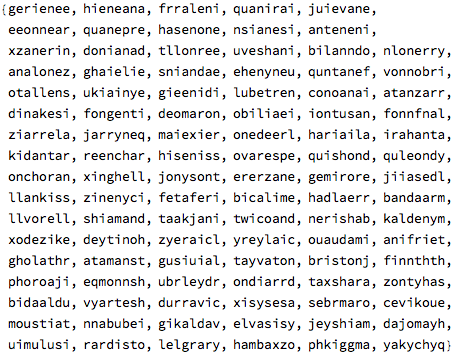 {gerienee, hieneana, frraleni, quanirai, juievane,
eeonnear, quanepre, hasenone, nsianesi, anteneni,
xzanerin, donianad, tllonree, uveshani, bilanndo, nlonerry,
analonez, ghaielie, sniandae, ehenyneu, quntanef, vonnobri,
otallens, ukiainye, gieenidi, lubetren, conoanai, atanzarr,
dinakesi, fongenti, deomaron, obiliaei, iontusan, fonnfnal,
ziarrela, jarryneq, maiexier, onedeerl, hariaila, irahanta,
kidantar, reenchar, hiseniss, ovarespe, quishond, quleondy,
onchoran, xinghell, jonysont, ererzane, gemirore, jiiasedl,
llankiss, zinenyci, fetaferi, bicalime, hadlaerr, bandaarm,
llvorell, shiamand, taakjani, twicoand, nerishab, kaldenym,
xodezike, deytinoh, zyeraicl, yreylaic, ouaudami, anifriet,
gholathr, atamanst, gusiuial, tayvaton, bristonj, finnthth,
phoroaji, eqmonnsh, ubrleydr, ondiarrd, taxshara, zontyhas,
bidaaldu, vyartesh, durravic, xisysesa, sebrmaro, cevikoue,
moustiat, nnabubei, gikaldav, elvasisy, jeyshiam, dajomayh,
uimulusi, rardisto, lelgrary, hambaxzo, phkiggma, yakychyq}